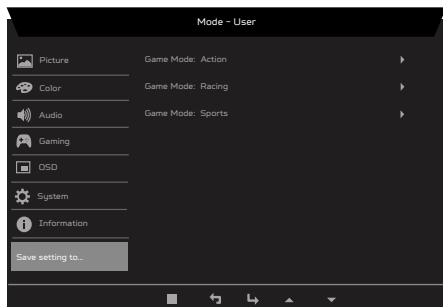 Mode - User
Picture
Color
Audio
Gaming
OSD
System
Information
Save setting to...
Game Mode: Action
Game Mode: Racing
Game Mode: Sports